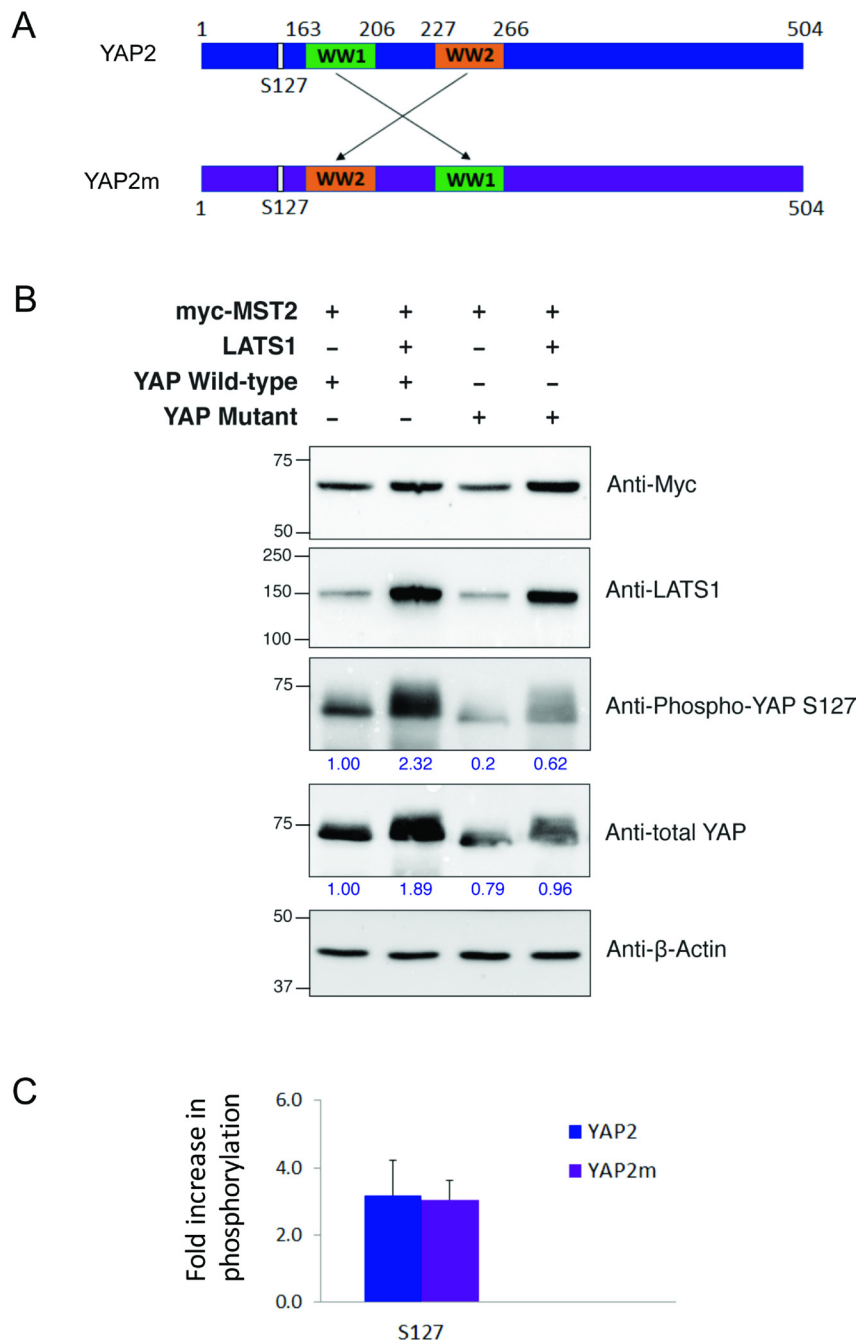 A
1 163 206 227 266 504
YAP2 WW1 WW2
S127
YAP2m WW2 WW1
1 S127 504
B
myc-MST2 + + + +
LATS1 – + – +
YAP Wild-type + + – –
YAP Mutant – – + +
75
Anti-Myc
50
250
150 Anti-LATS1
100
75
Anti-Phospho-YAP S127
1.00 2.32 0.2 0.62
75
Anti-total YAP
1.00 1.89 0.79 0.96
50
Anti-β-Actin
37
C
Fold increase in
phosphorylation
6.0
4.0
2.0
0.0
YAP2
YAP2m
S127